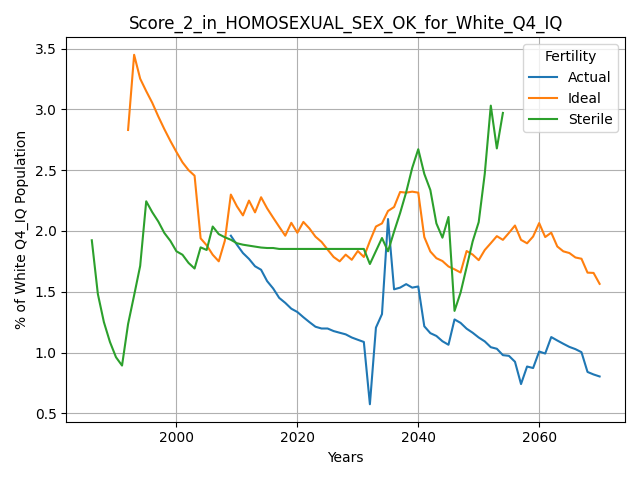 Score_2_in_HOMOSEXUAL_SEX_OK_for_White_Q4_IQ
Fertility
Actual
Ideal
Sterile
% of White Q4_IQ Population
3.5
3.0
2.5
2.0
1.5
1.0
0.5
2000
2020
2040
2060
Years